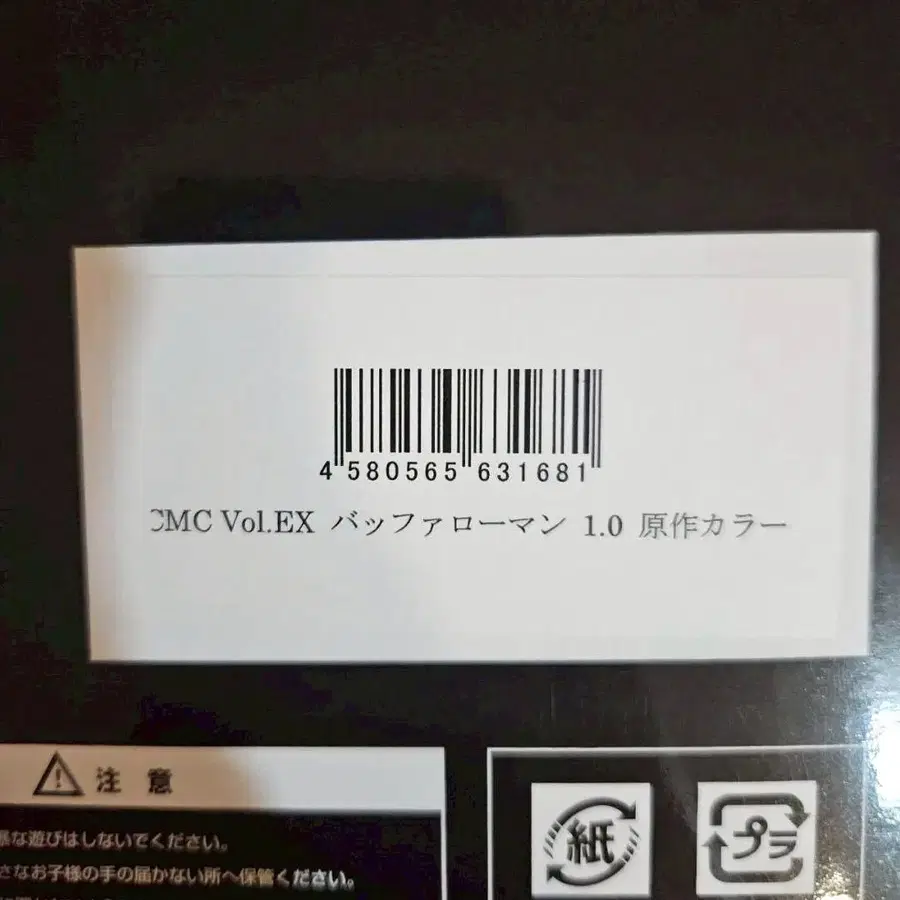 4 580565 631681
CMC Vol.EX バッファローマン 1.0 原作カラー
注意
な遊びはしないでください。
さなお子様の手の届かない所へ保管ください。
紙
プラ